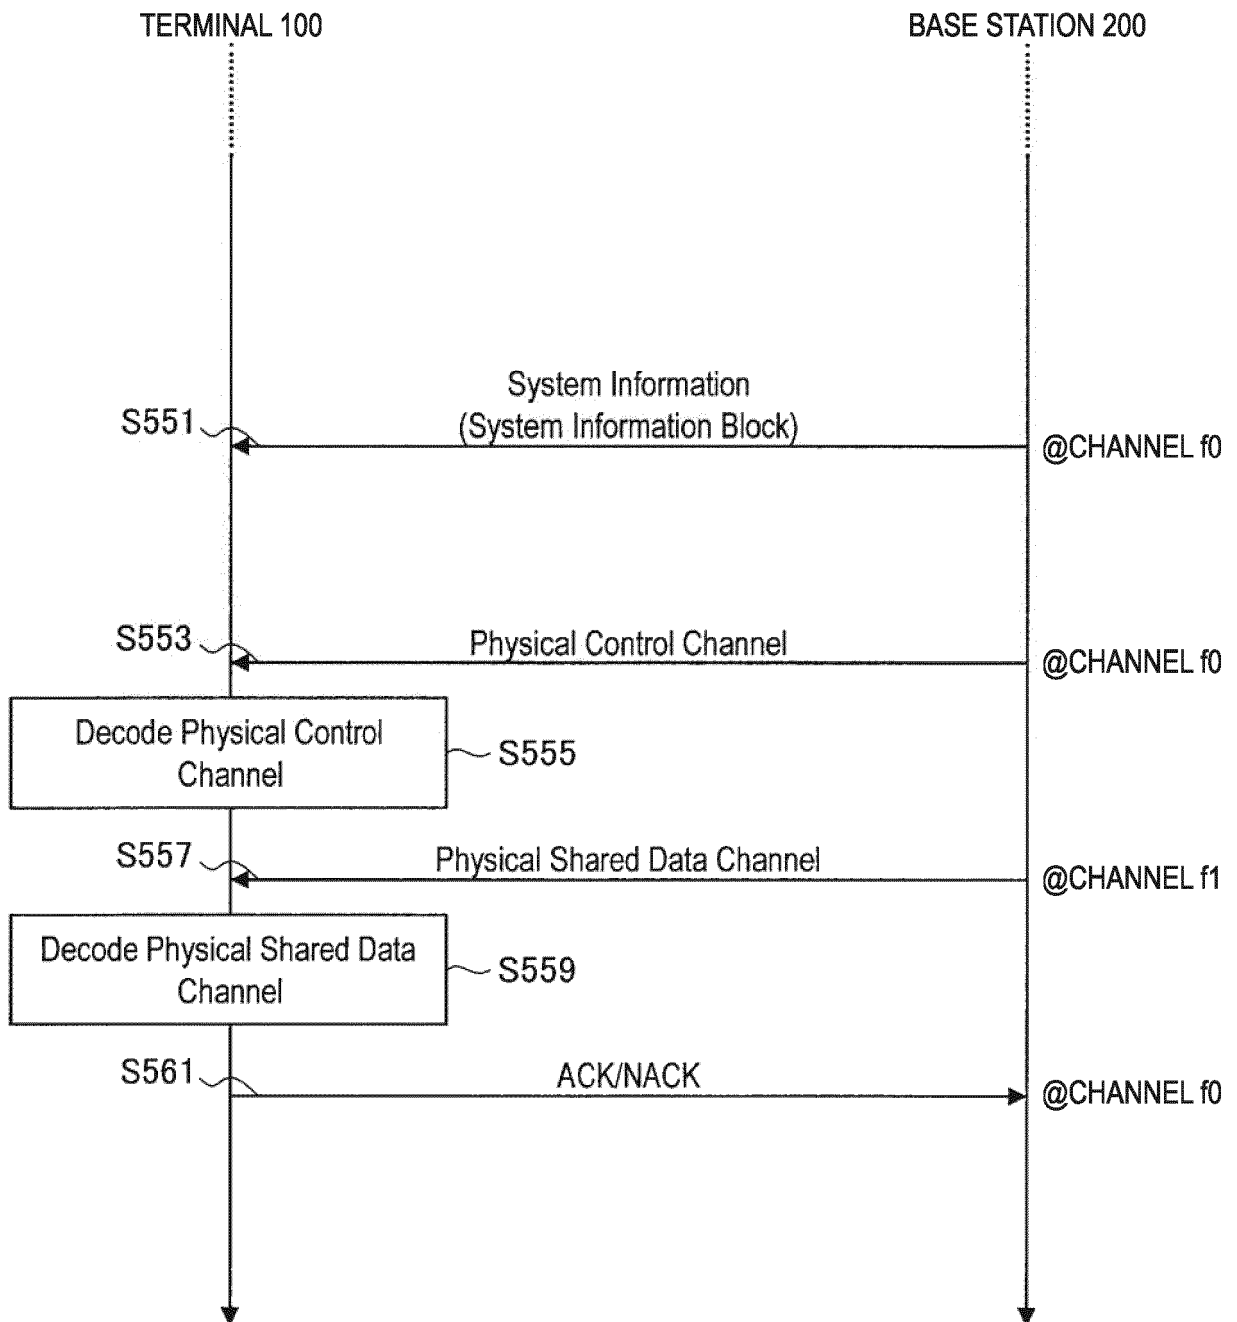 TERMINAL 100
BASE STATION 200
System Information
(System Information Block)
S551
@CHANNEL f0
S553
Physical Control Channel
@CHANNEL f0
Decode Physical Control
Channel
S555
S557
Physical Shared Data Channel
@CHANNEL f1
Decode Physical Shared Data
Channel
S559
S561
ACK/NACK
@CHANNEL f0